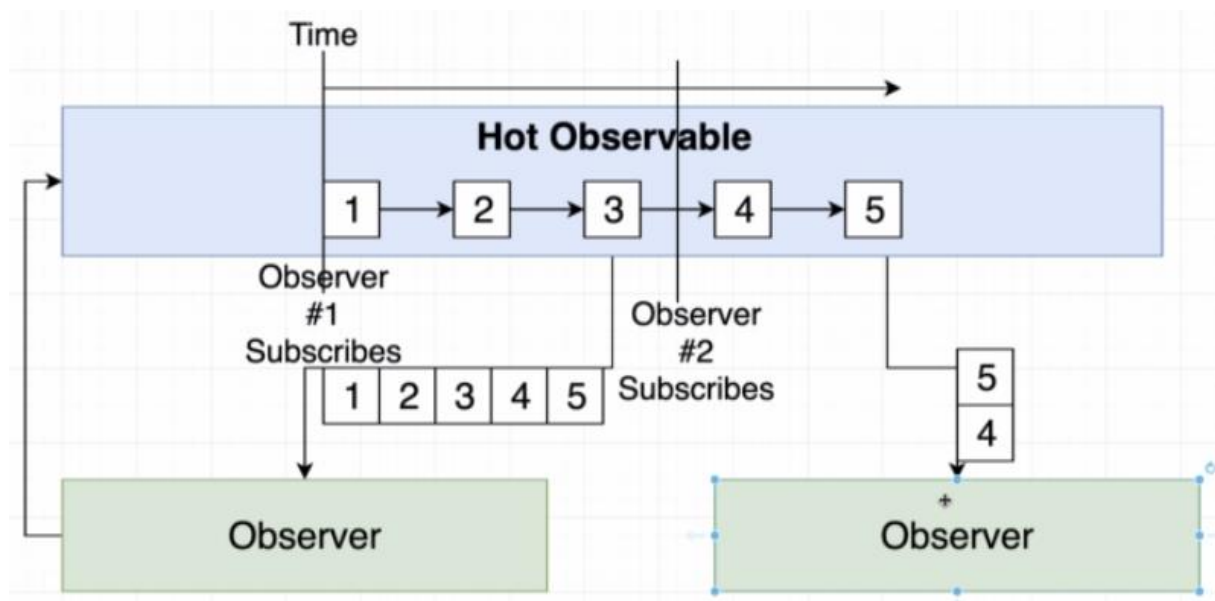 Time
Hot Observable
1 2 3 4 5
Observer
#1
Subscribes
Observer
#2
Subscribes
1 2 3 4 5
5
4
Observer
Observer